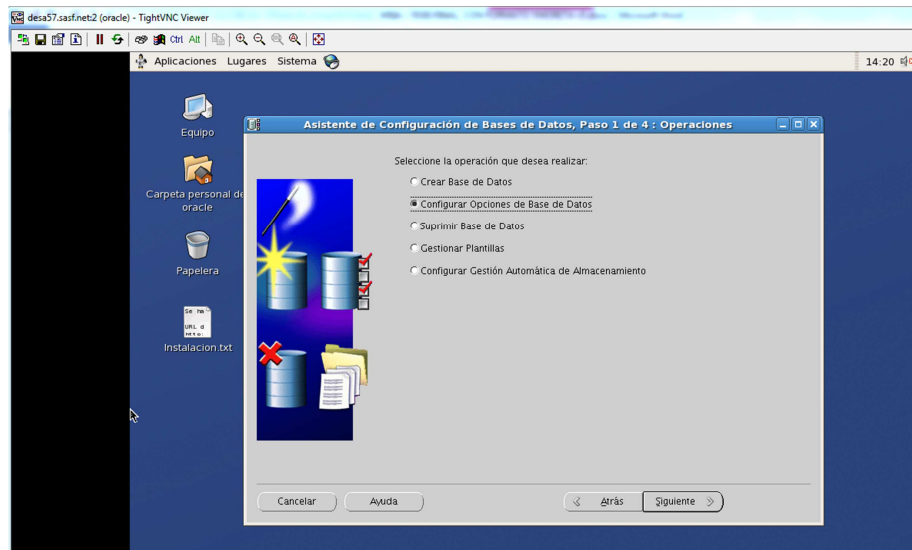 desa57.sasf.net:2 (oracle) - TightVNC Viewer
Ctrl Alt
Aplicaciones Lugares Sistema
14:20
Equipo
Carpeta personal de
oracle
Papelera
Se ha
URL d
Instalacion.txt
Asistente de Configuración de Bases de Datos, Paso 1 de 4 : Operaciones
Seleccione la operación que desea realizar:
Crear Base de Datos
Configurar Opciones de Base de Datos
Suprimir Base de Datos
Gestionar Plantillas
Configurar Gestión Automática de Almacenamiento
Cancelar
Ayuda
Atrás
Siguiente